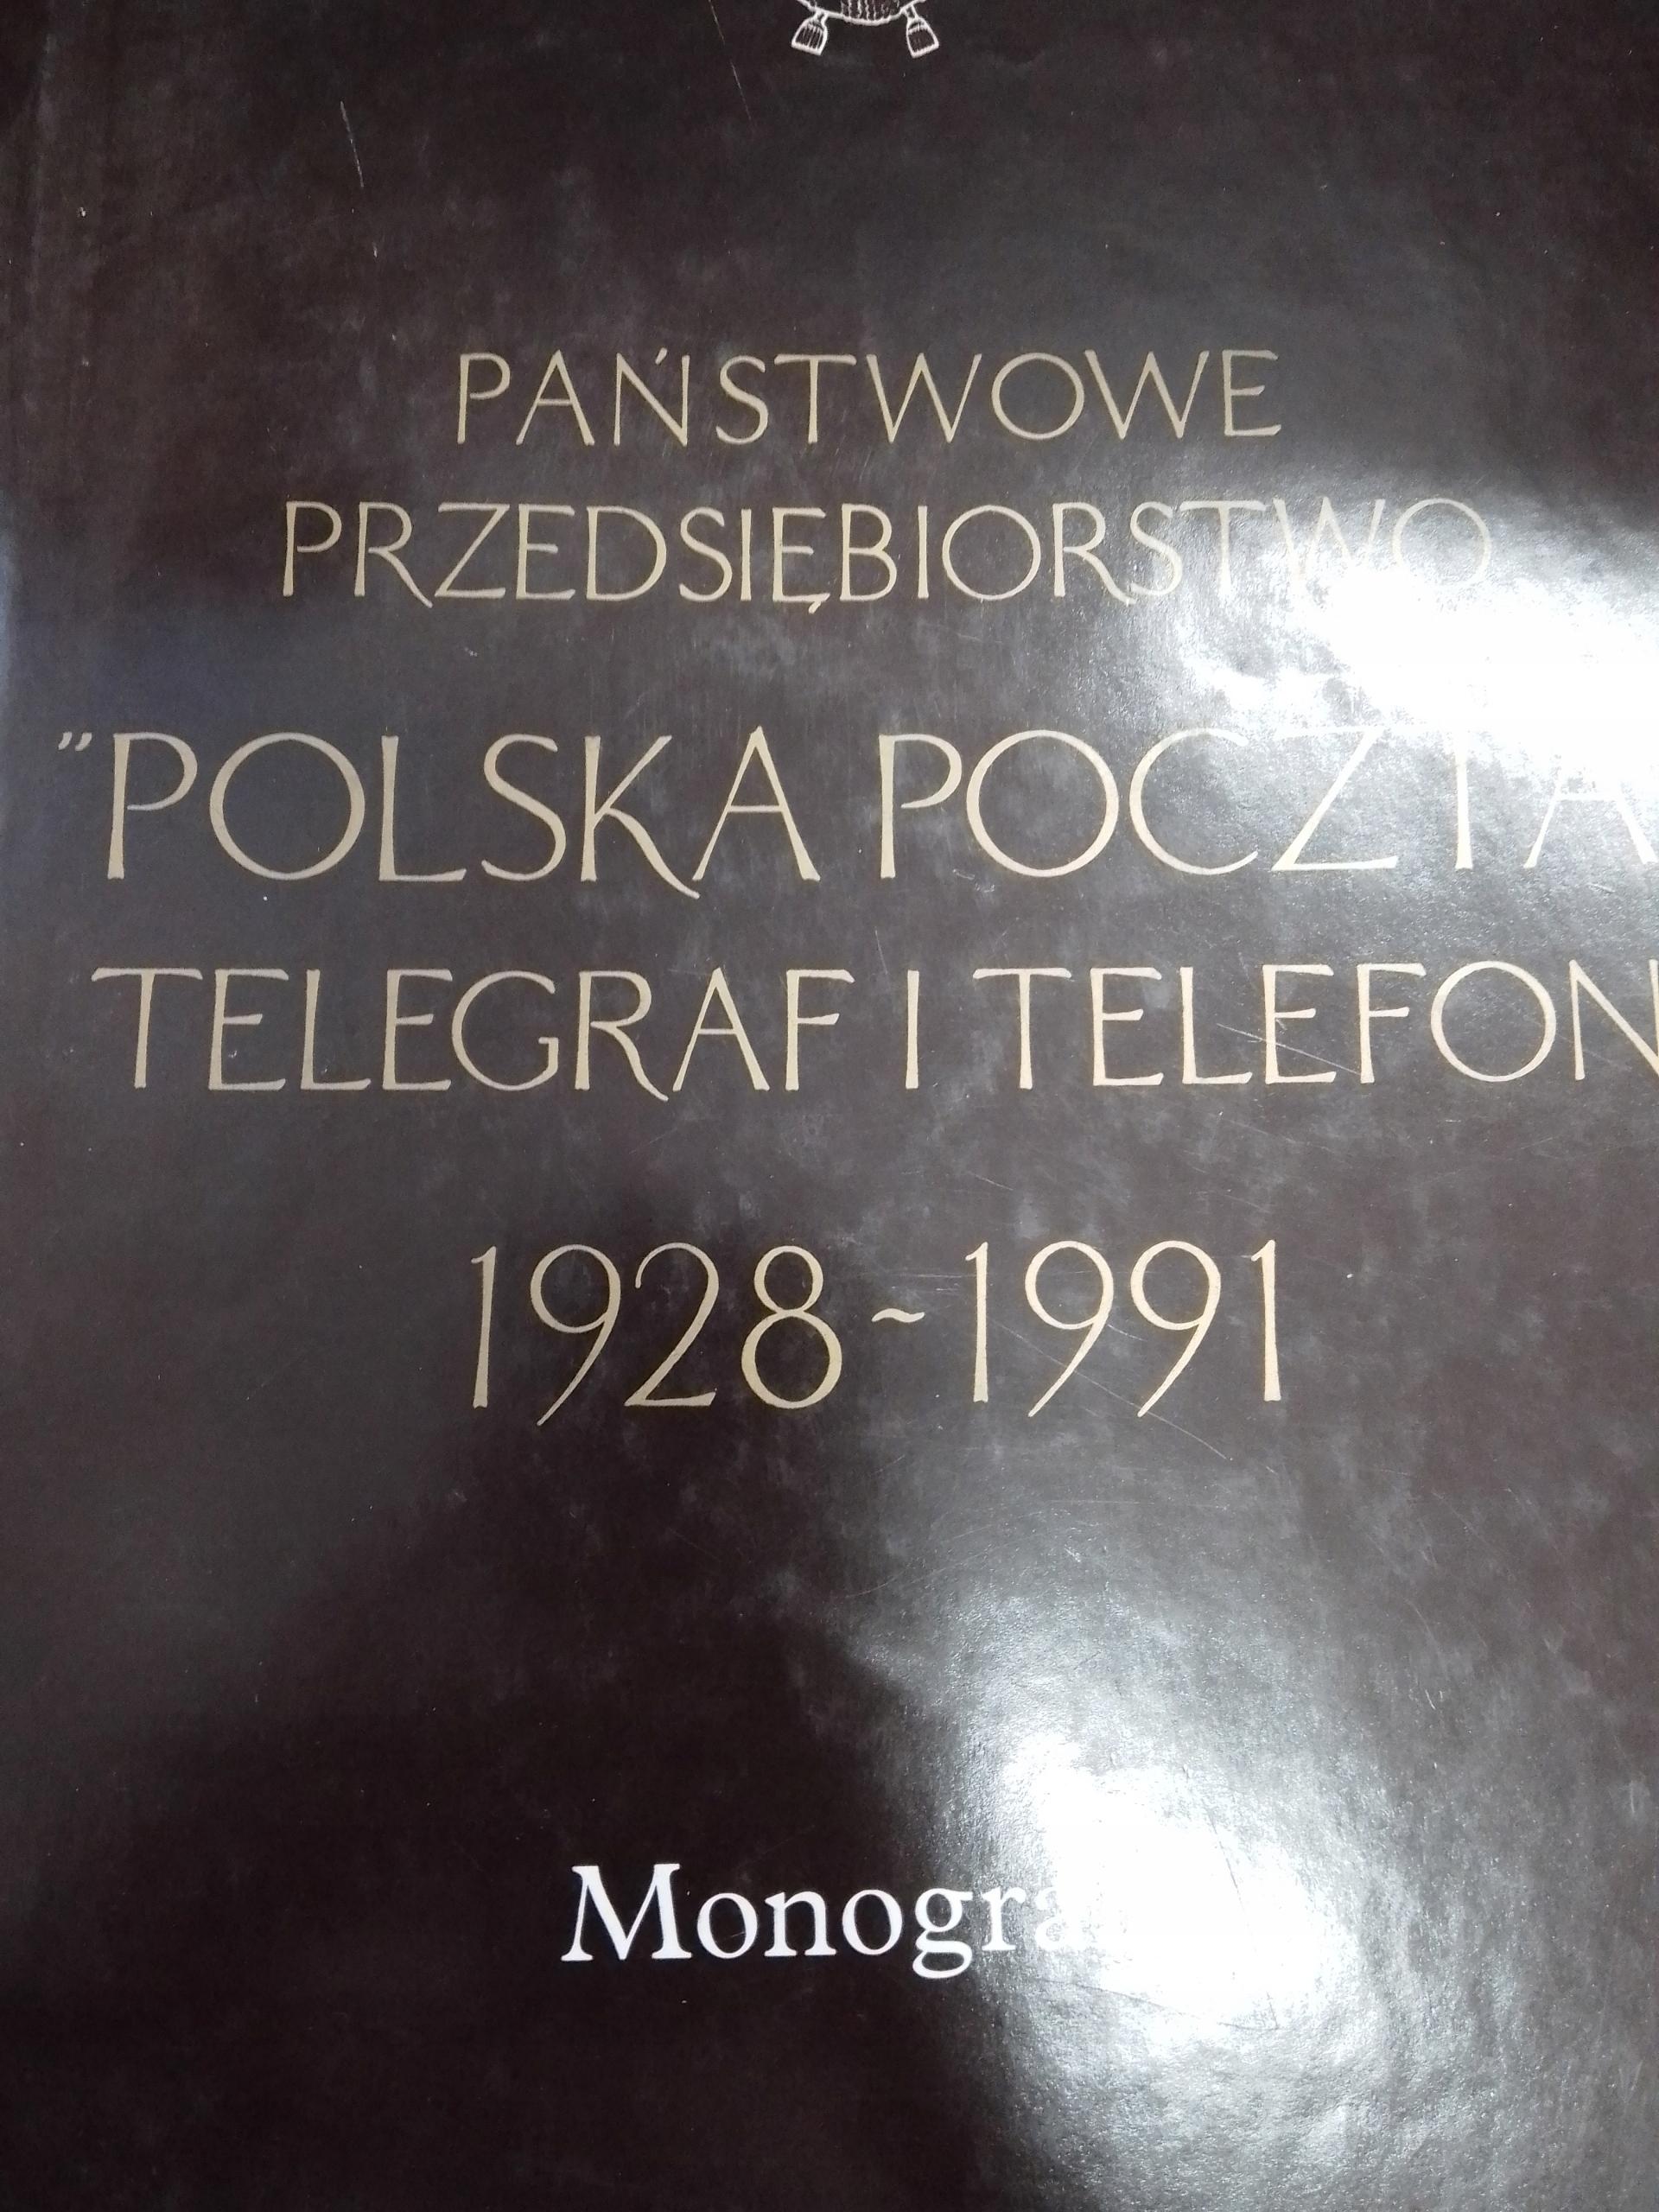 PAŃSTWOWE
PRZEDSIĘBIORSTWO
"POLSKA POCZTA
TELEGRAF I TELEFON
1928~1991